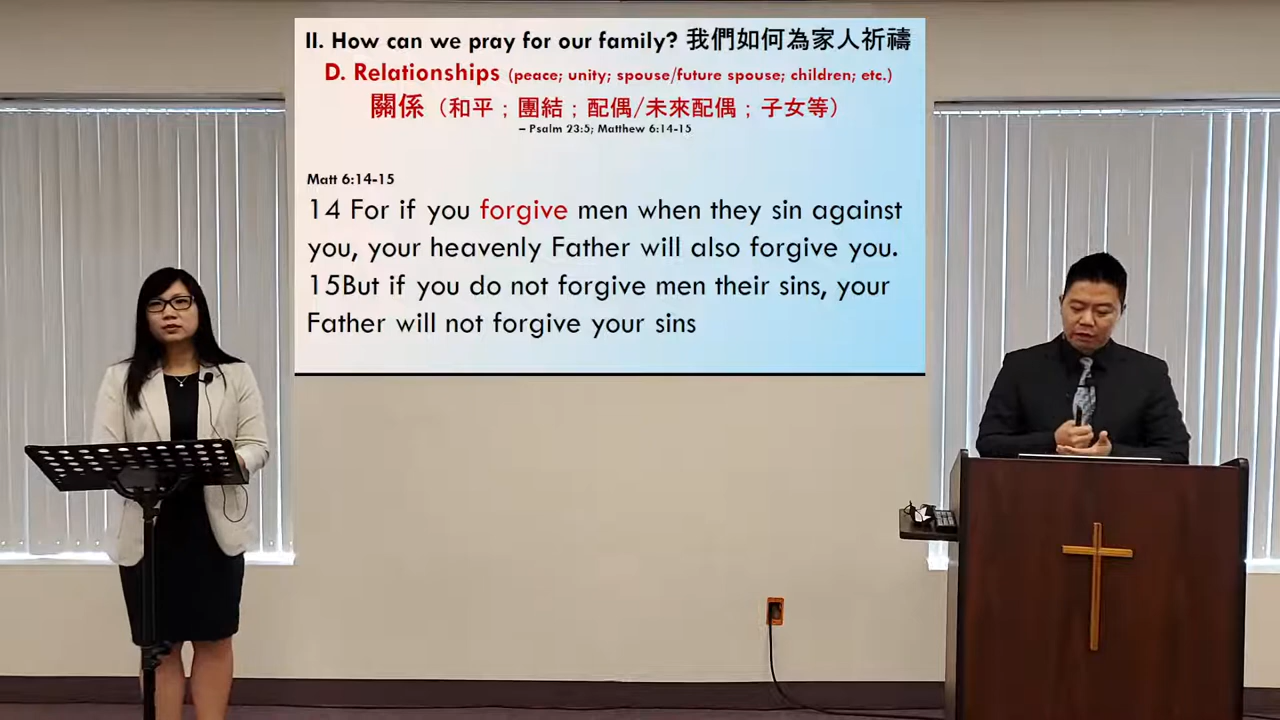 II. How can we pray for our family? 我們如何為家人祈禱
D. Relationships (peace; unity; spouse/future spouse; children; etc.)
關係（和平；團結；配偶/未來配偶；子女等）
– Psalm 23:5; Matthew 6:14-15
Matt 6:14-15
14 For if you forgive men when they sin against
you, your heavenly Father will also forgive you.
15But if you do not forgive men their sins, your
Father will not forgive your sins